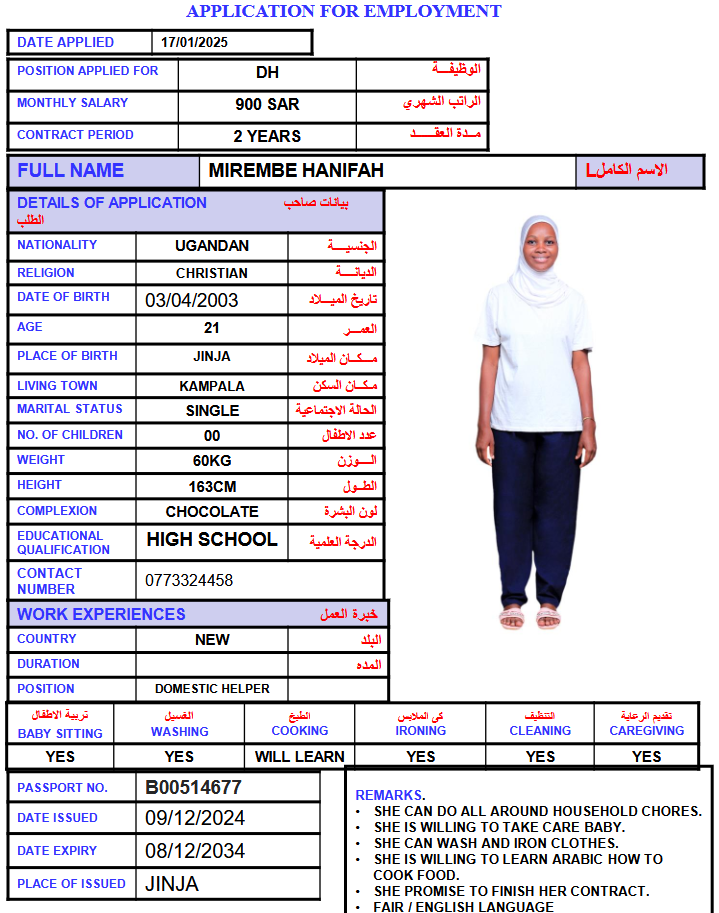 APPLICATION FOR EMPLOYMENT
DATE APPLIED 17/01/2025
POSITION APPLIED FOR DH الوظيفـــة
MONTHLY SALARY 900 SAR الراتب الشهري
CONTRACT PERIOD 2 YEARS مــدة العقـــد
FULL NAME MIREMBE HANIFAH الاسم الكاملL
DETAILS OF APPLICATION بيانات صاحب
الطلب
NATIONALITY UGANDAN الجنسيـــة
RELIGION CHRISTIAN الديانـــة
DATE OF BIRTH 03/04/2003 تاريخ الميـــلاد
AGE 21 العمـــر
PLACE OF BIRTH JINJA مـــكــان الميلاد
LIVING TOWN KAMPALA مـكــان السكن
MARITAL STATUS SINGLE الحالة الاجتماعية
NO. OF CHILDREN 00 عدد الاطفال
WEIGHT 60KG الـــوزن
HEIGHT 163CM الطــول
COMPLEXION CHOCOLATE لون البشرة
EDUCATIONAL QUALIFICATION HIGH SCHOOL الدرجة العلمية
CONTACT NUMBER 0773324458
WORK EXPERIENCES خبرة العمل
COUNTRY NEW البلد
DURATION المده
POSITION DOMESTIC HELPER
تربية الاطفال الغسيل الطبخ كي الملابس التنظيف تقديم الرعاية
BABY SITTING WASHING COOKING IRONING CLEANING CAREGIVING
YES YES WILL LEARN YES YES YES
PASSPORT NO. B00514677
DATE ISSUED 09/12/2024
DATE EXPIRY 08/12/2034
PLACE OF ISSUED JINJA
REMARKS.
• SHE CAN DO ALL AROUND HOUSEHOLD CHORES.
• SHE IS WILLING TO TAKE CARE BABY.
• SHE CAN WASH AND IRON CLOTHES.
• SHE IS WILLING TO LEARN ARABIC HOW TO
COOK FOOD.
• SHE PROMISE TO FINISH HER CONTRACT.
• FAIR / ENGLISH LANGUAGE